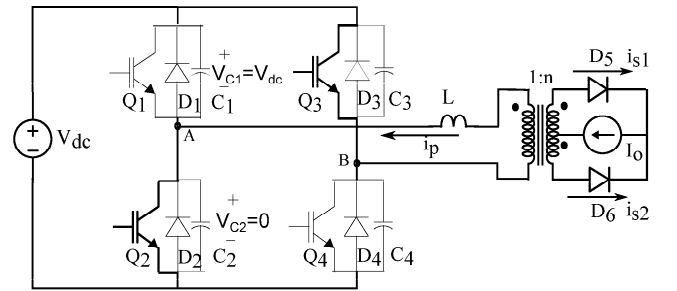 V_dc
Q_1
D_1
C_1
+
V_C1=V_dc
−
Q_3
D_3
C_3
A
B
L
i_p
1:n
D_5
i_s1
I_o
D_6
i_s2
Q_2
D_2
C_2
+
V_C2=0
−
Q_4
D_4
C_4